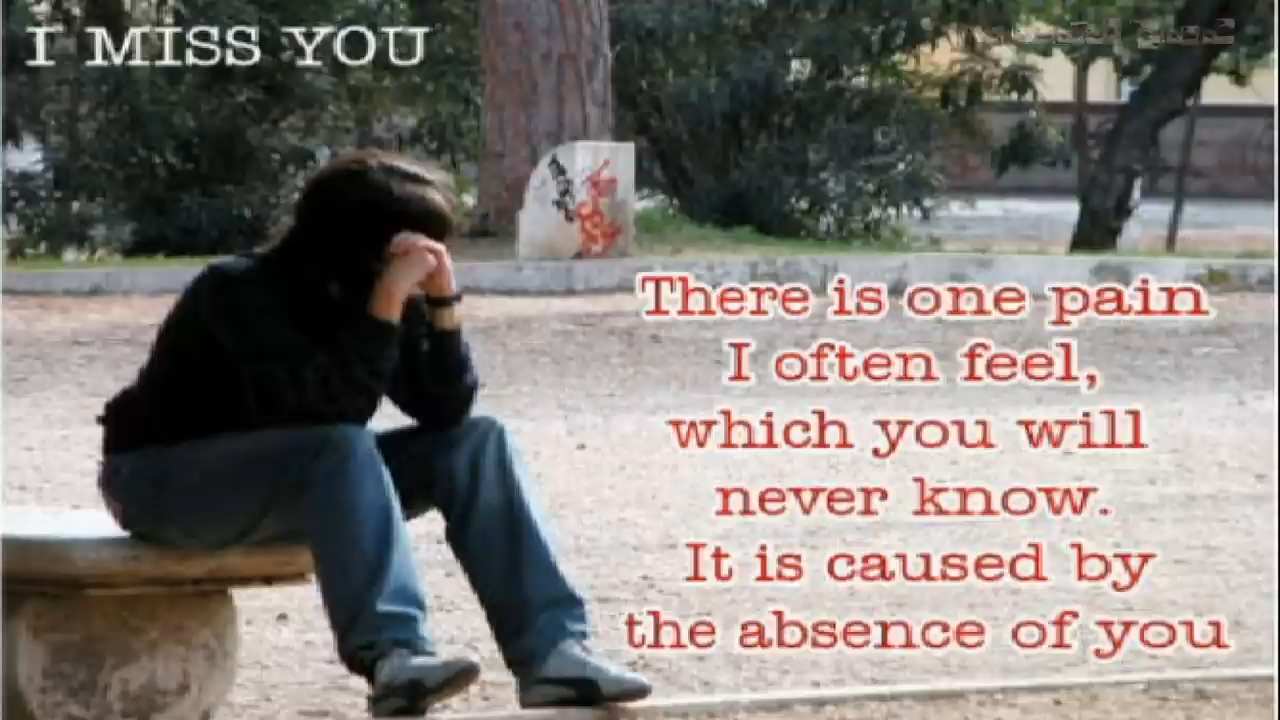 I MISS YOU
There is one pain
I often feel,
which you will
never know.
It is caused by
the absence of you